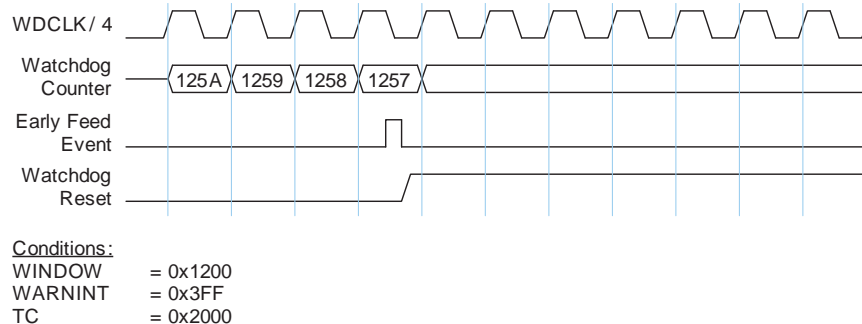 WDCLK / 4
Watchdog
Counter
125A 1259 1258 1257
Early Feed
Event
Watchdog
Reset
Conditions:
WINDOW = 0x1200
WARNINT = 0x3FF
TC = 0x2000